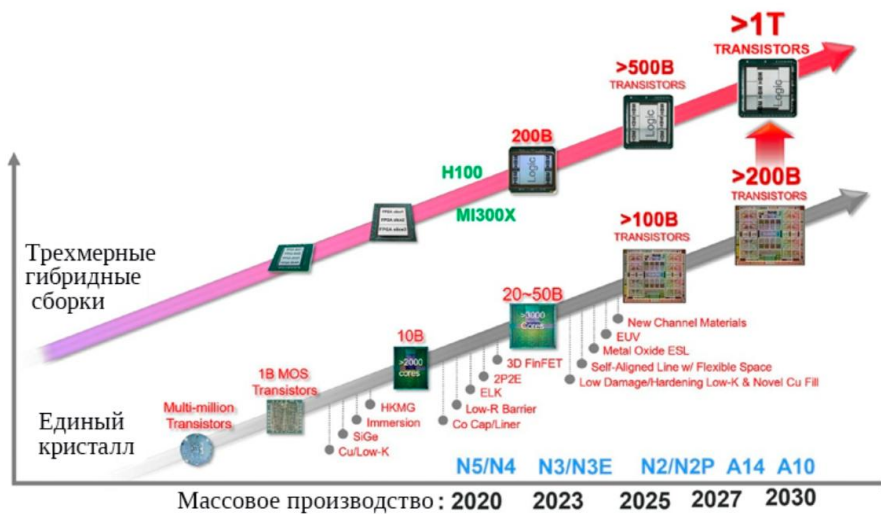 >1T
TRANSISTORS
>500B
TRANSISTORS
200B
H100
MI300X
>200B
TRANSISTORS
>100B
TRANSISTORS
Logic
Logic
Logic
Трехмерные
гибридные
сборки
20~50B
>3000
cores
10B
>2000
cores
1B MOS
Transistors
Multi-million
Transistors
New Channel Materials
EUV
Metal Oxide ESL
Self-Aligned Line w/ Flexible Space
Low Damage/Hardening Low-K & Novel Cu Fill
3D FinFET
2P2E
ELK
Low-R Barrier
Co Cap/Liner
HKMG
Immersion
SiGe
Cu/Low-K
Единый
кристалл
N5/N4 N3/N3E N2/N2P A14 A10
Массовое производство : 2020 2023 2025 2027 2030